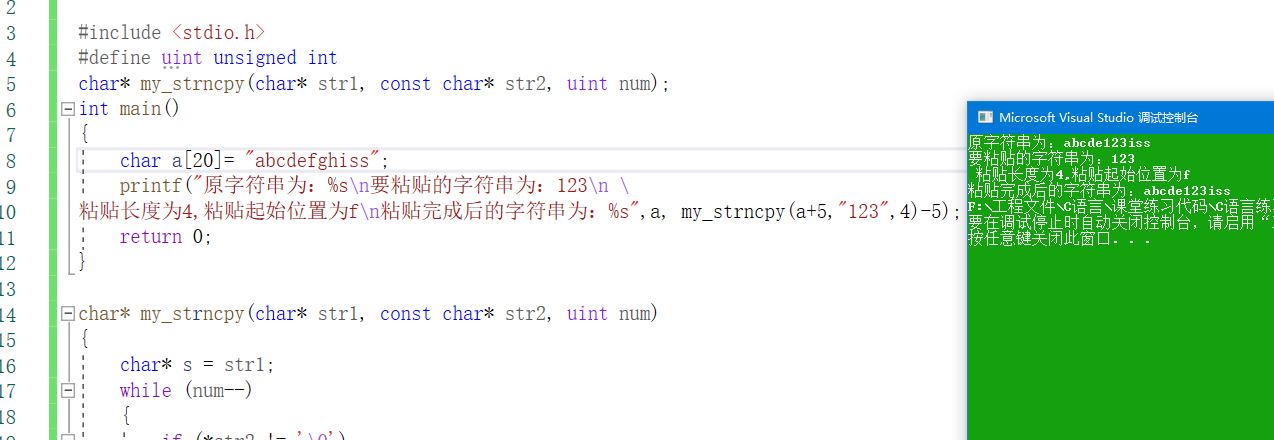 2
3 #include <stdio.h>
4 #define uint unsigned int
5 char* my_strncpy(char* str1, const char* str2, uint num);
6 int main()
7 {
8 char a[20]= "abcdefghiss";
9 printf("原字符串为：%s\n要粘贴的字符串为：123\n \
10 粘贴长度为4,粘贴起始位置为f\n粘贴完成后的字符串为：%s",a, my_strncpy(a+5,"123",4)-5);
11 return 0;
12 }
13
14 char* my_strncpy(char* str1, const char* str2, uint num)
15 {
16 char* s = str1;
17 while (num--)
18 {
if (*str2 != '\0')
Microsoft Visual Studio 调试控制台
原字符串为：abcde123iss
要粘贴的字符串为：123
粘贴长度为4,粘贴起始位置为f
粘贴完成后的字符串为：abcde123iss
F:\工程文件\C语言\课堂练习代码\C语言练
要在调试停止时自动关闭控制台，请启用“
按任意键关闭此窗口. . .